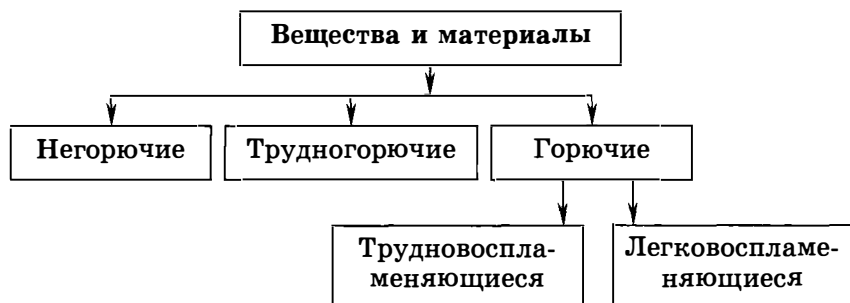 Вещества и материалы
Негорючие
Трудногорючие
Горючие
Трудновоспла-
меняющиеся
Легковоспламе-
няющиеся